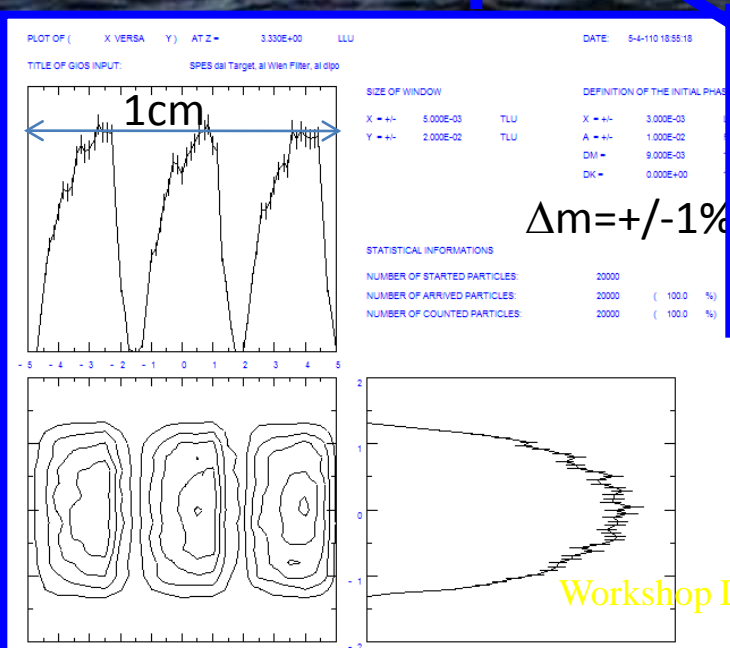 PLOT OF ( X VERSA Y ) AT Z = 3.330E+00 LLU DATE: 5-4-110 18:55:18
TITLE OF GIOS INPUT: SPES dal Target, al Wien Filter, al dipo
SIZE OF WINDOW DEFINITION OF THE INITIAL PHAS
1cm
X = +/- 5.000E-03 TLU X = +/- 3.000E-03
Y = +/- 2.000E-02 TLU A = +/- 1.000E-02
DM = 9.000E-03
DK = 0.000E+00
Δm=+/-1%
STATISTICAL INFORMATIONS
NUMBER OF STARTED PARTICLES: 20000
NUMBER OF ARRIVED PARTICLES: 20000 ( 100.0 %)
NUMBER OF COUNTED PARTICLES: 20000 ( 100.0 %)
-5 -4 -3 -2 -1 0 1 2 3 4 5
2
1
0
-1
-2
Workshop